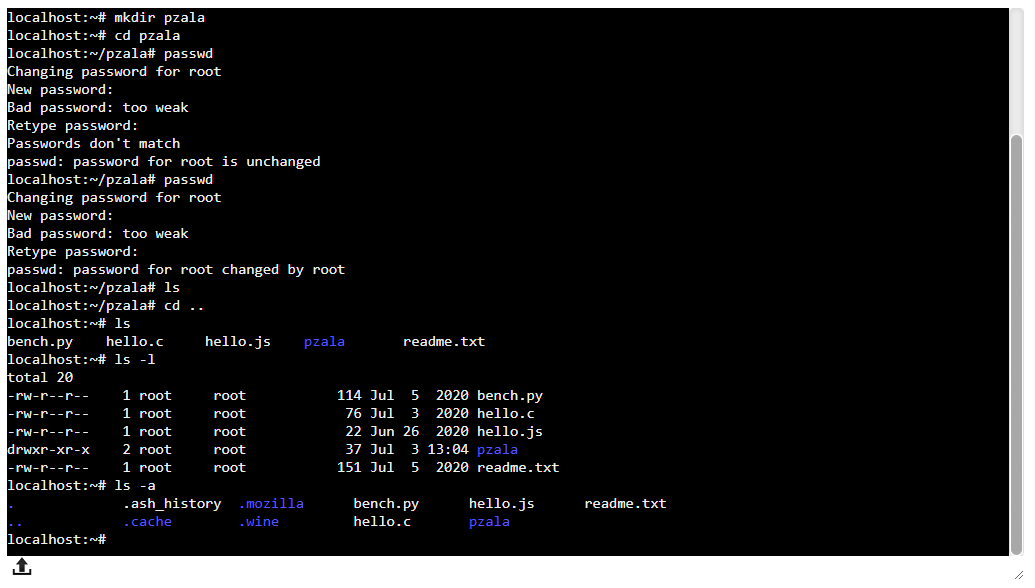 localhost:~# mkdir pzala
localhost:~# cd pzala
localhost:~/pzala# passwd
Changing password for root
New password:
Bad password: too weak
Retype password:
Passwords don't match
passwd: password for root is unchanged
localhost:~/pzala# passwd
Changing password for root
New password:
Bad password: too weak
Retype password:
passwd: password for root changed by root
localhost:~/pzala# ls
localhost:~/pzala# cd ..
localhost:~# ls
bench.py    hello.c     hello.js    pzala       readme.txt
localhost:~# ls -l
total 20
-rw-r--r--    1 root     root           114 Jul  5  2020 bench.py
-rw-r--r--    1 root     root            76 Jul  3  2020 hello.c
-rw-r--r--    1 root     root            22 Jun 26  2020 hello.js
drwxr-xr-x    2 root     root            37 Jul  3 13:04 pzala
-rw-r--r--    1 root     root           151 Jul  5  2020 readme.txt
localhost:~# ls -a
.             .ash_history  .mozilla      bench.py      hello.js      readme.txt
..            .cache        .wine         hello.c       pzala
localhost:~#